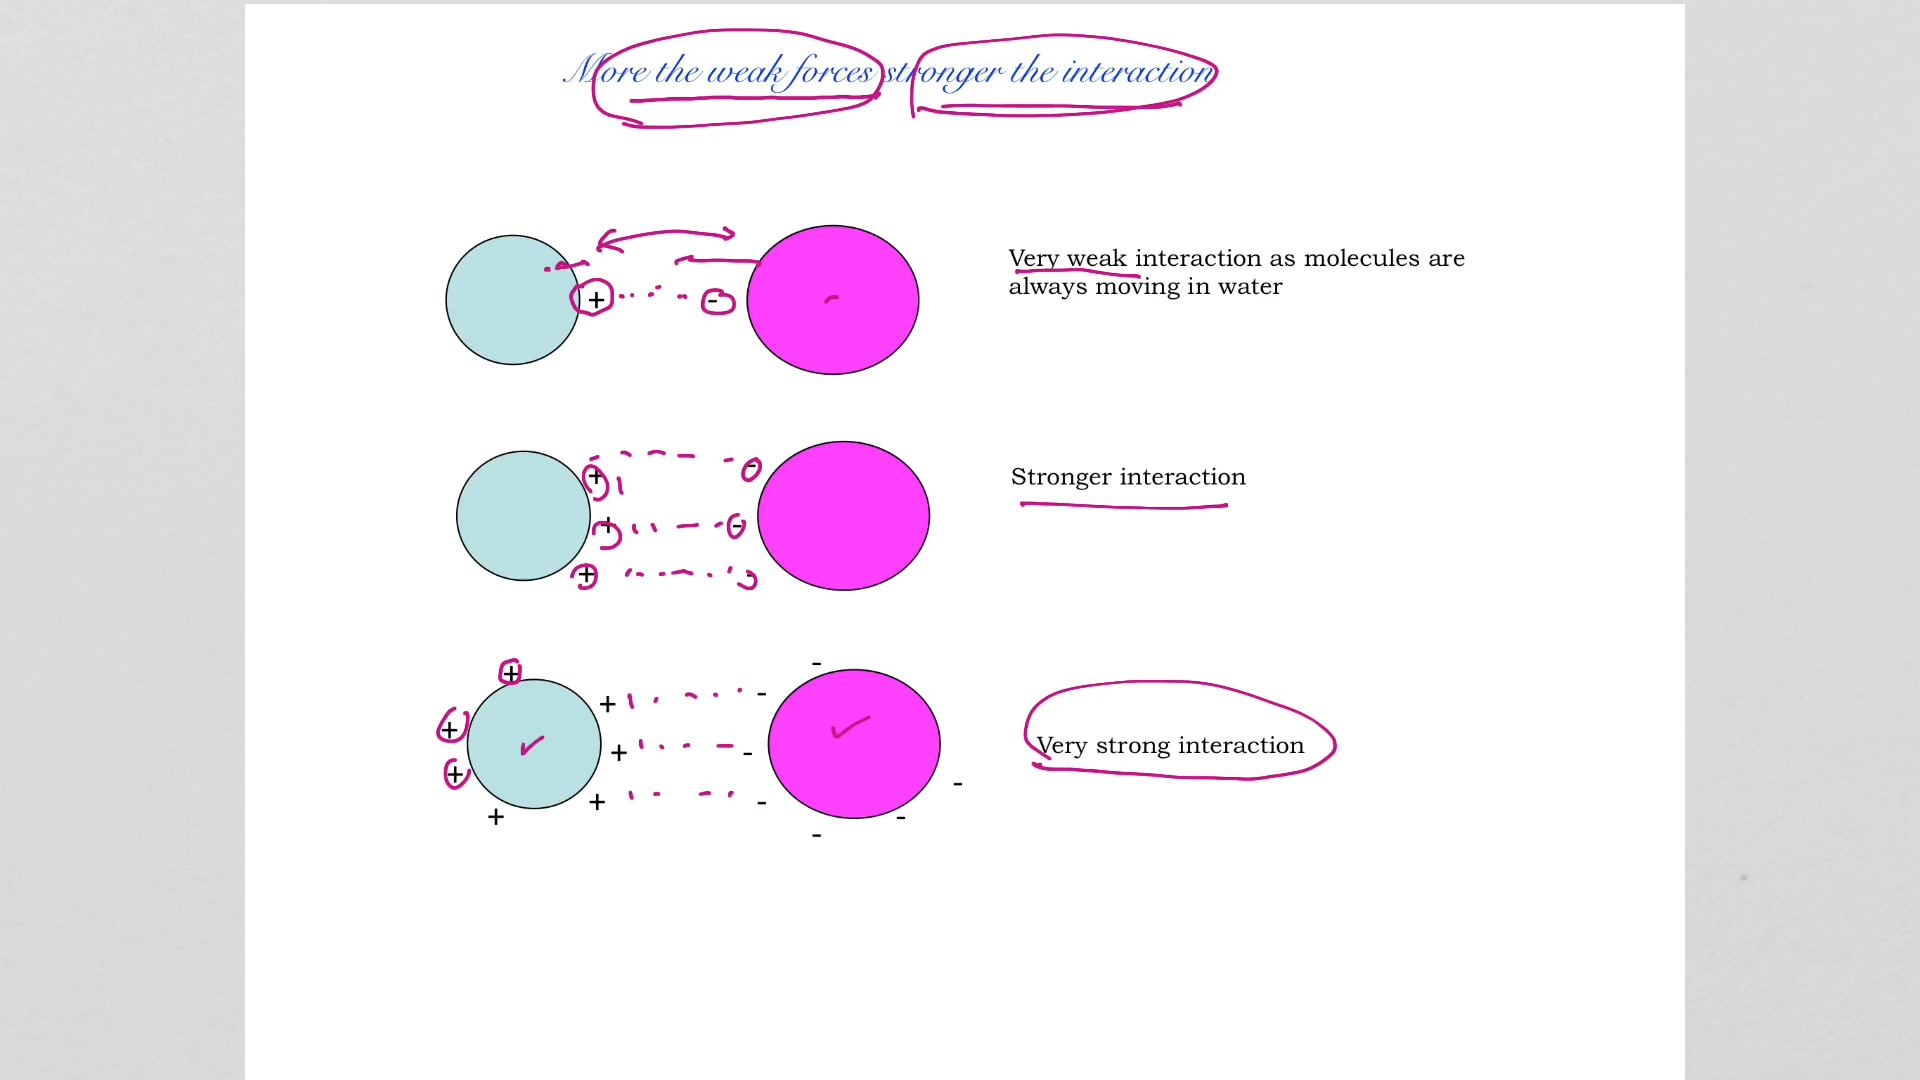 More the weak forces stronger the interaction
Very weak interaction as molecules are
always moving in water
+ -
Stronger interaction
+ -
+ -
+ -
+ -
+ + -
+ -
Very strong interaction
+ -
+ + - -
-